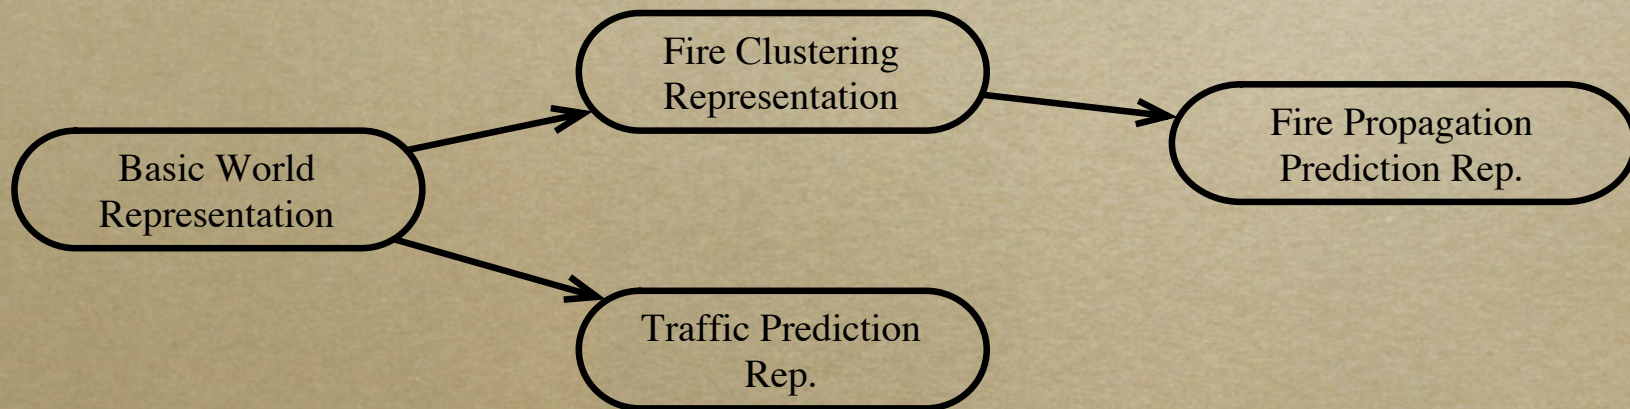 Fire Clustering
Representation
Fire Propagation
Prediction Rep.
Basic World
Representation
Traffic Prediction
Rep.